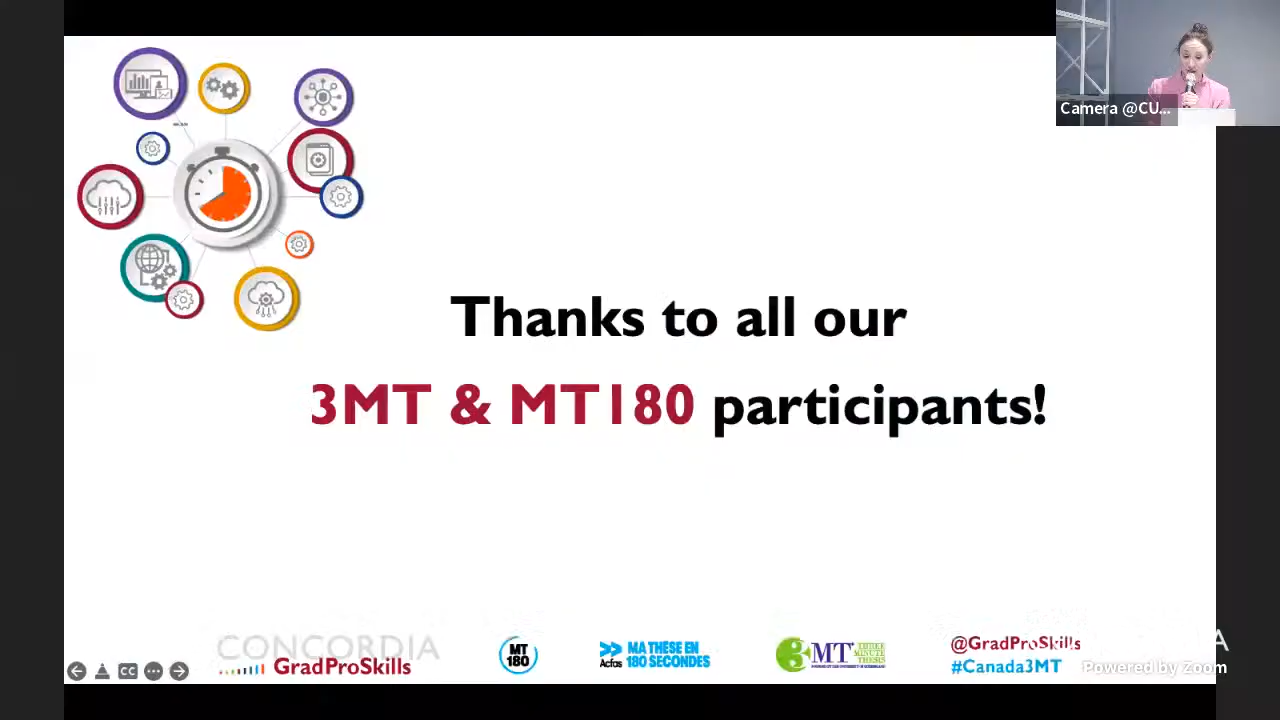 Camera @CU...
Thanks to all our
3MT & MT180 participants!
CONCORDIA
GradProSkills
MT
180
Acfas
MA THÈSE EN
180 SECONDES
3MT
THREE
MINUTE
THESIS
@GradProSkills
#Canada3MT
CC
Powered by Zoom